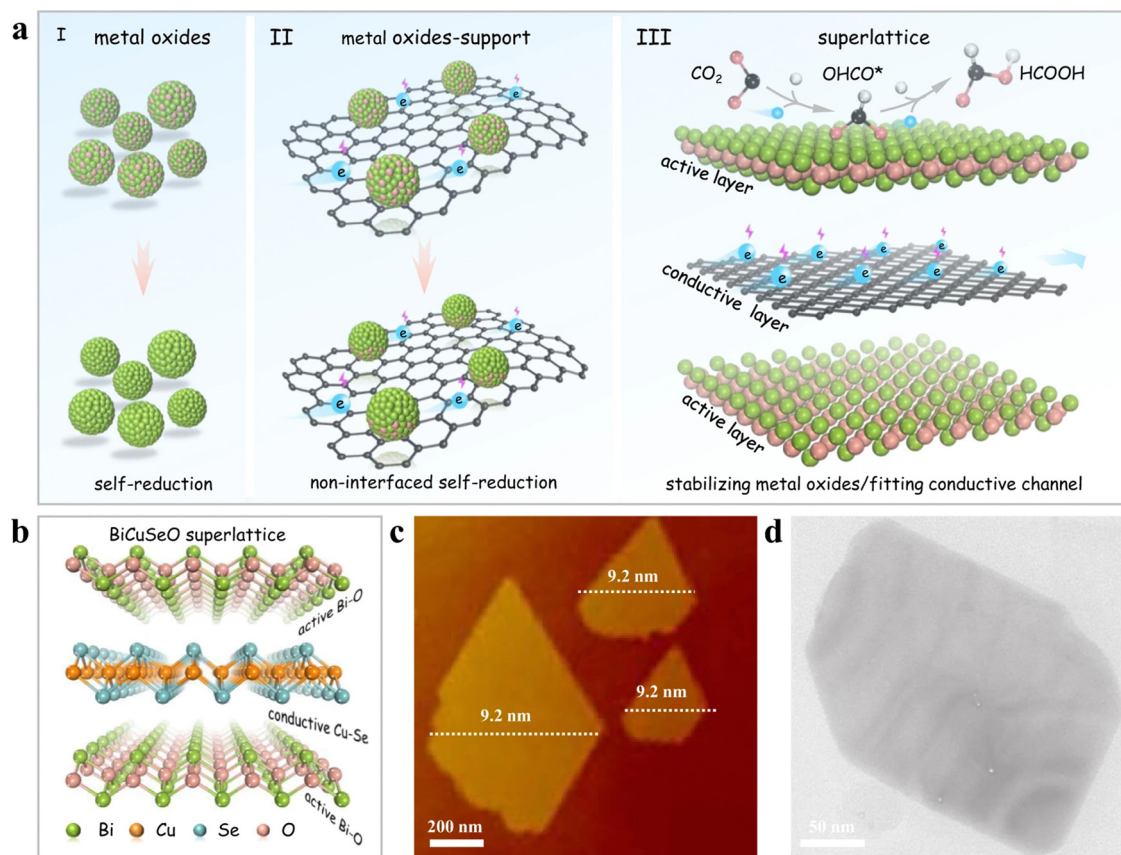 a
I
metal oxides
self-reduction
II
metal oxides-support
e
e
e
e
e
e
e
e
non-interfaced self-reduction
III
superlattice
CO2
OHCO*
HCOOH
active layer
e
e
e
e
e
e
e
e
conductive layer
active layer
stabilizing metal oxides/fitting conductive channel
b
BiCuSeO superlattice
active Bi-O
conductive Cu-Se
active Bi-O
Bi Cu Se O
c
9.2 nm
9.2 nm
9.2 nm
200 nm
d
50 nm